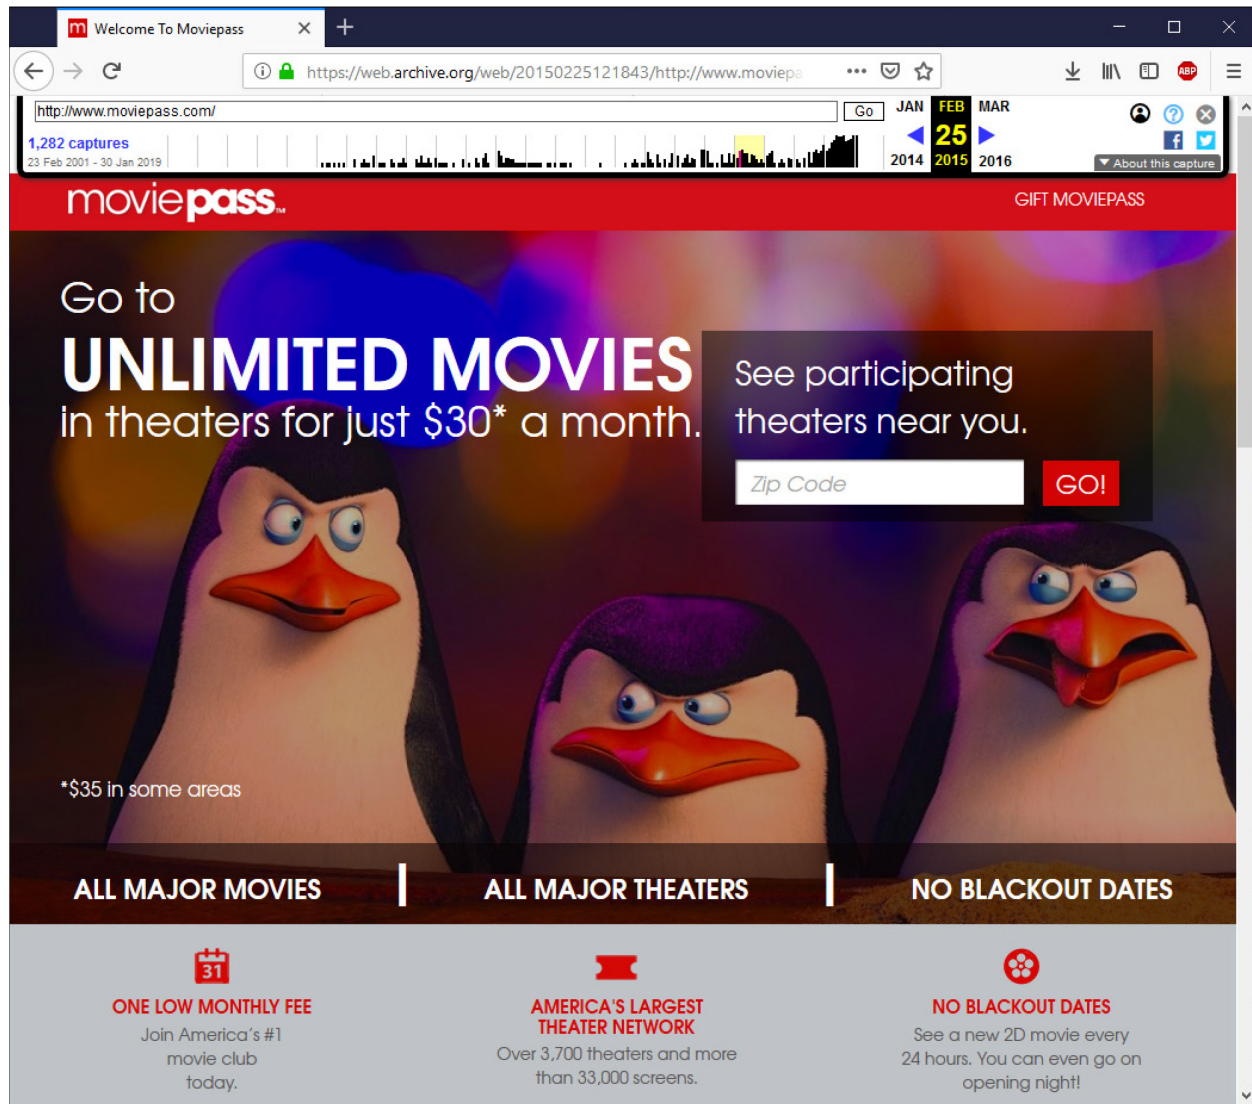 Welcome To Moviepass
https://web.archive.org/web/20150225121843/http://www.moviepa
ABP
http://www.moviepass.com/
Go
JAN FEB MAR
1,282 captures
25
23 Feb 2001 - 30 Jan 2019
2014 2015 2016
About this capture
moviepass™
GIFT MOVIEPASS
Go to
UNLIMITED MOVIES
in theaters for just $30* a month.
See participating
theaters near you.
Zip Code
GO!
*$35 in some areas
ALL MAJOR MOVIES
ALL MAJOR THEATERS
NO BLACKOUT DATES
31
ONE LOW MONTHLY FEE
Join America's #1
movie club
today.
AMERICA'S LARGEST
THEATER NETWORK
Over 3,700 theaters and more
than 33,000 screens.
NO BLACKOUT DATES
See a new 2D movie every
24 hours. You can even go on
opening night!